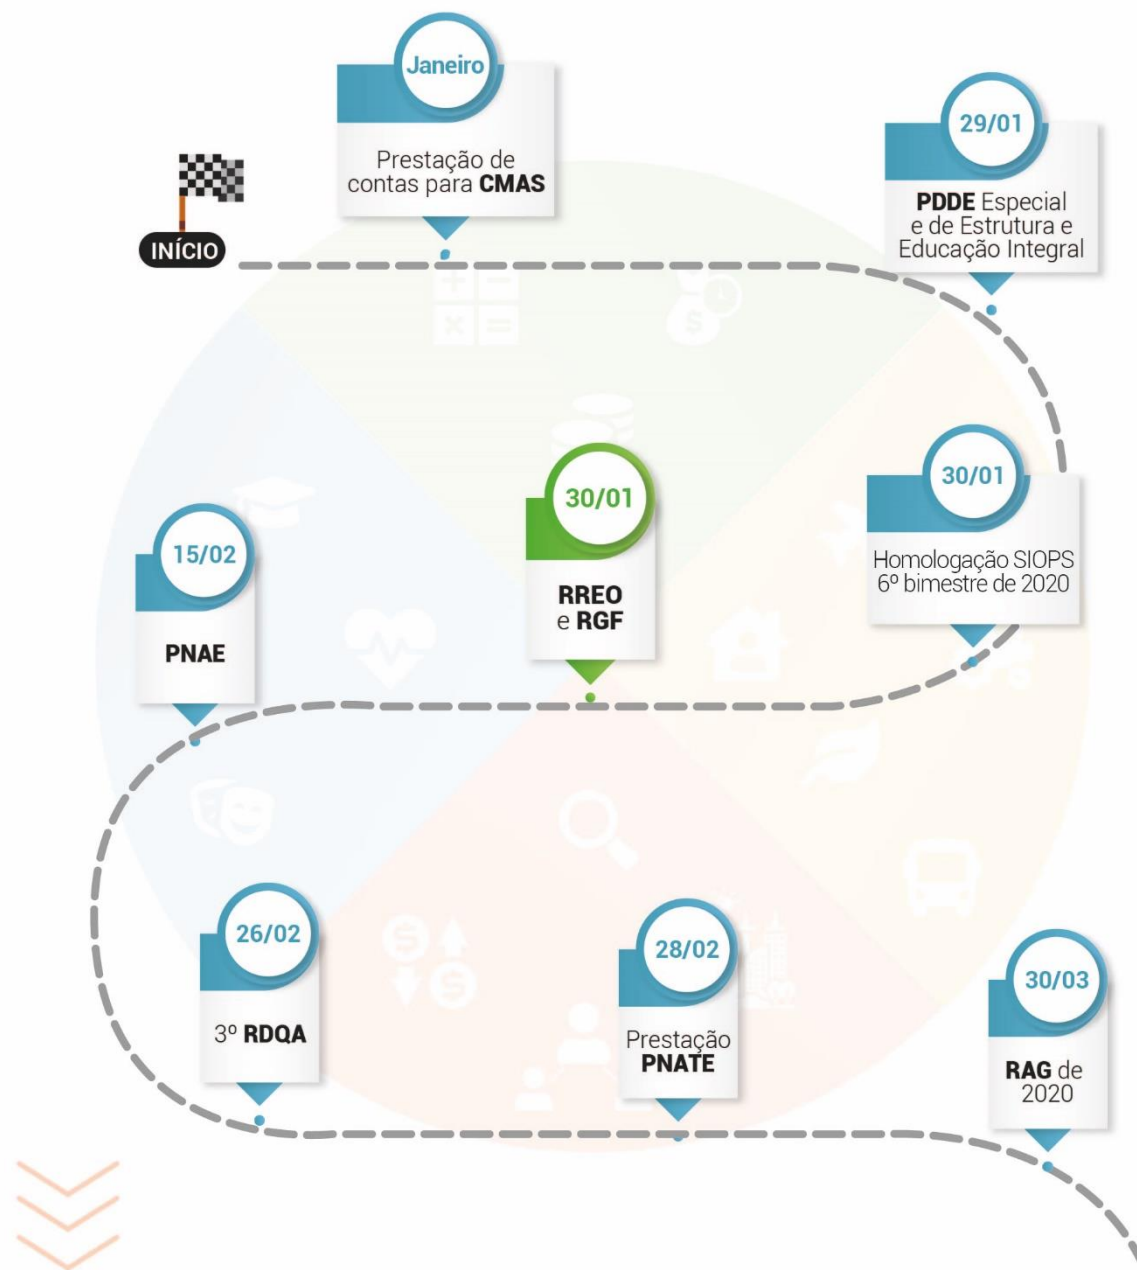 INÍCIO
Janeiro
Prestação de
contas para CMAS
29/01
PDDE Especial
e de Estrutura e
Educação Integral
30/01
Homologação SIOPS
6º bimestre de 2020
30/01
RREO
e RGF
15/02
PNAE
26/02
3º RDQA
28/02
Prestação
PNATE
30/03
RAG de
2020